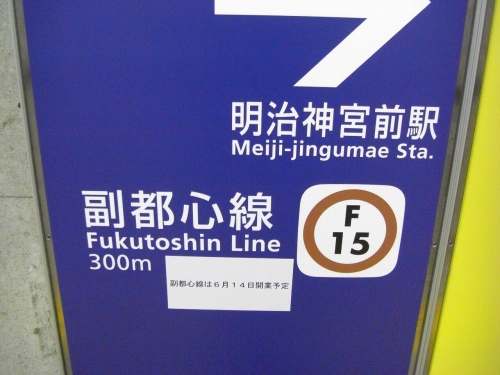 明治神宮前駅
Meiji-jingumae Sta.
副都心線
Fukutoshin Line
300m
F
15
副都心線は６月１４日開業予定